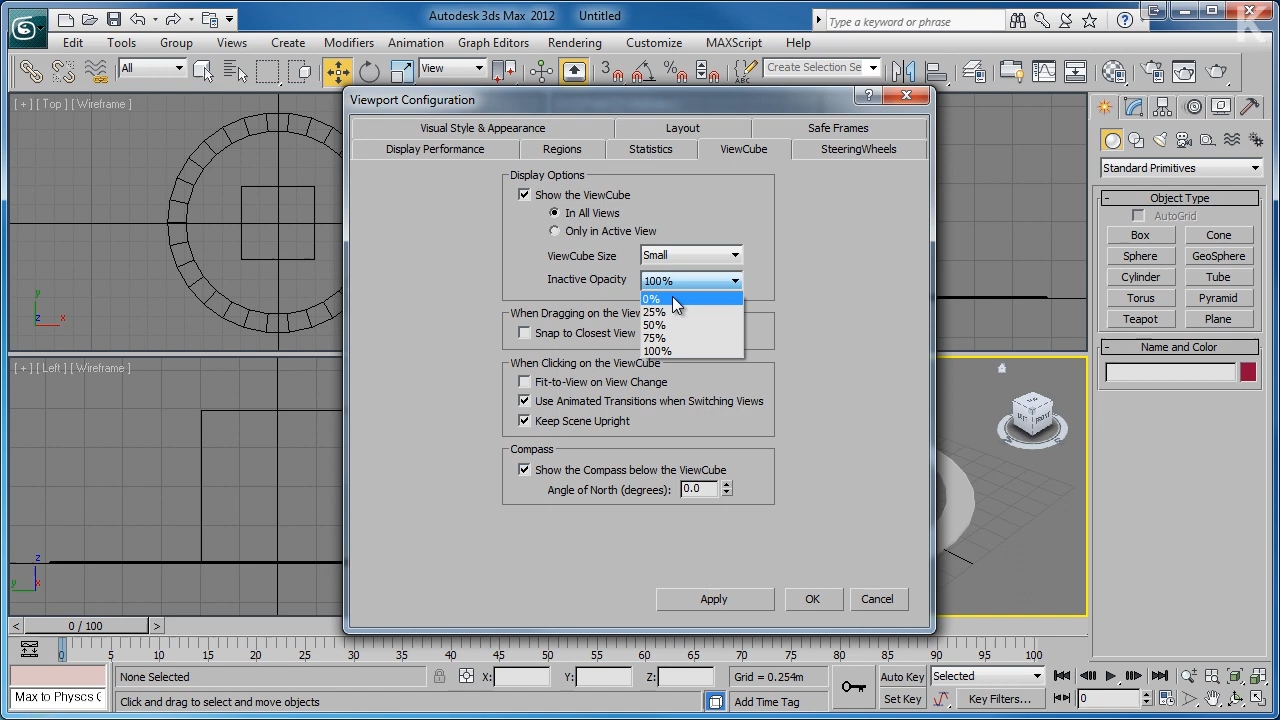 Autodesk 3ds Max 2012 Untitled
Type a keyword or phrase
K
Edit Tools Group Views Create Modifiers Animation Graph Editors Rendering Customize MAXScript Help
All
View
3
Create Selection Se
[ + ] [ Top ] [ Wireframe ]
Viewport Configuration
Visual Style & Appearance Layout Safe Frames
Display Performance Regions Statistics ViewCube SteeringWheels
Display Options
Show the ViewCube
In All Views
Only in Active View
ViewCube Size Small
Inactive Opacity 100%
0%
25%
50%
75%
100%
When Dragging on the View
Snap to Closest View
When Clicking on the ViewCube
Fit-to-View on View Change
Use Animated Transitions when Switching Views
Keep Scene Upright
Compass
Show the Compass below the ViewCube
Angle of North (degrees): 0.0
Apply OK Cancel
Standard Primitives
- Object Type
AutoGrid
Box Cone
Sphere GeoSphere
Cylinder Tube
Torus Pyramid
Teapot Plane
- Name and Color
y
z x
[ + ] [ Left ] [ Wireframe ]
z
y x
< 0 / 100 >
0 5 10 15 20 25 30 35 40 45 50 55 60 65 70 75 80 85 90 95 100
None Selected X: Y: Z: Grid = 0.254m Auto Key Selected
Max to Physics C Click and drag to select and move objects Add Time Tag Set Key Key Filters... 0